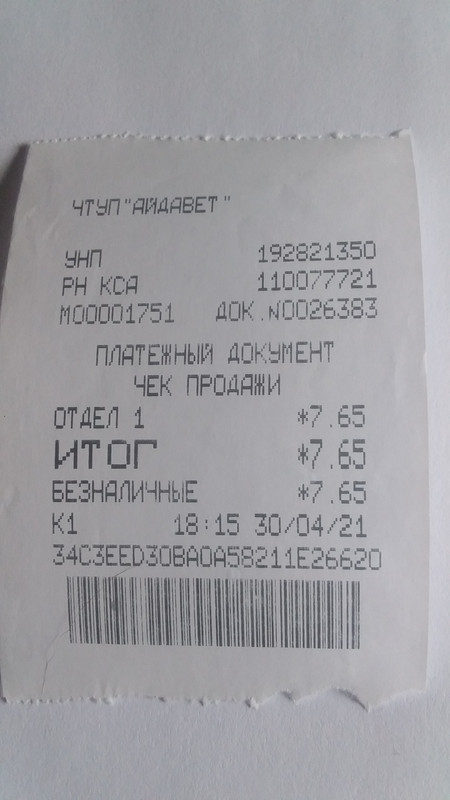 ЧТУП "АЙДАВЕТ"
УНП 192821350
РН КСА 110077721
М00001751 ДОК.N0026383
ПЛАТЕЖНЫЙ ДОКУМЕНТ
ЧЕК ПРОДАЖИ
ОТДЕЛ 1 *7.65
ИТОГ *7.65
БЕЗНАЛИЧНЫЕ *7.65
К1 18:15 30/04/21
34C3EED30BA0A58211E26620